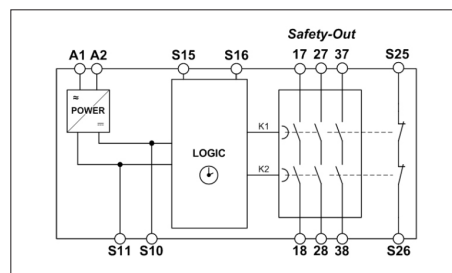 Safety-Out
A1 A2 S15 S16 17 27 37 S25
≂
POWER
⎓
K1
LOGIC
K2
S11 S10 18 28 38 S26